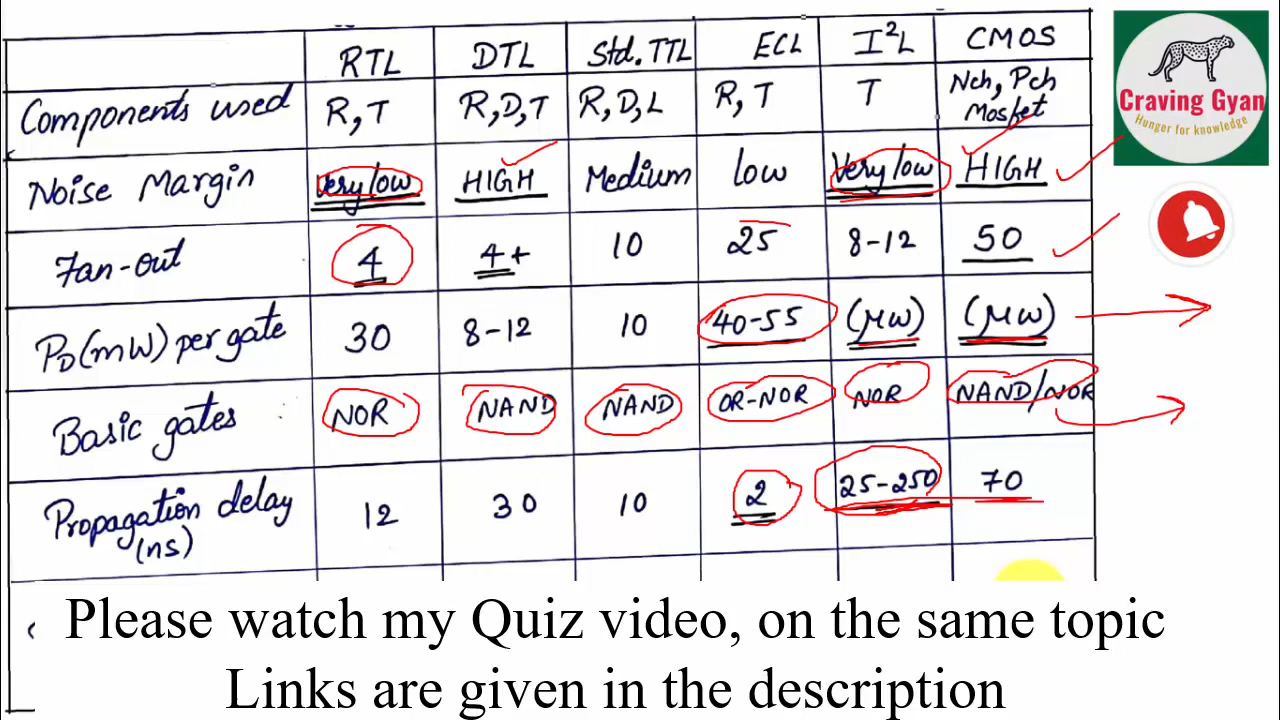 RTL DTL Std. TTL ECL I²L CMOS
Components used R, T R, D, T R, D, L R, T T Nch, Pch Mosfet
Noise Margin Very low HIGH Medium low Very low HIGH
Fan-out 4 4+ 10 25 8-12 50
PD(mW) per gate 30 8-12 10 40-55 (μW) (μW)
Basic gates NOR NAND NAND OR-NOR NOR NAND/NOR
Propagation delay (ns) 12 30 10 2 25-250 70
Craving Gyan
Hunger for knowledge
Please watch my Quiz video, on the same topic
Links are given in the description